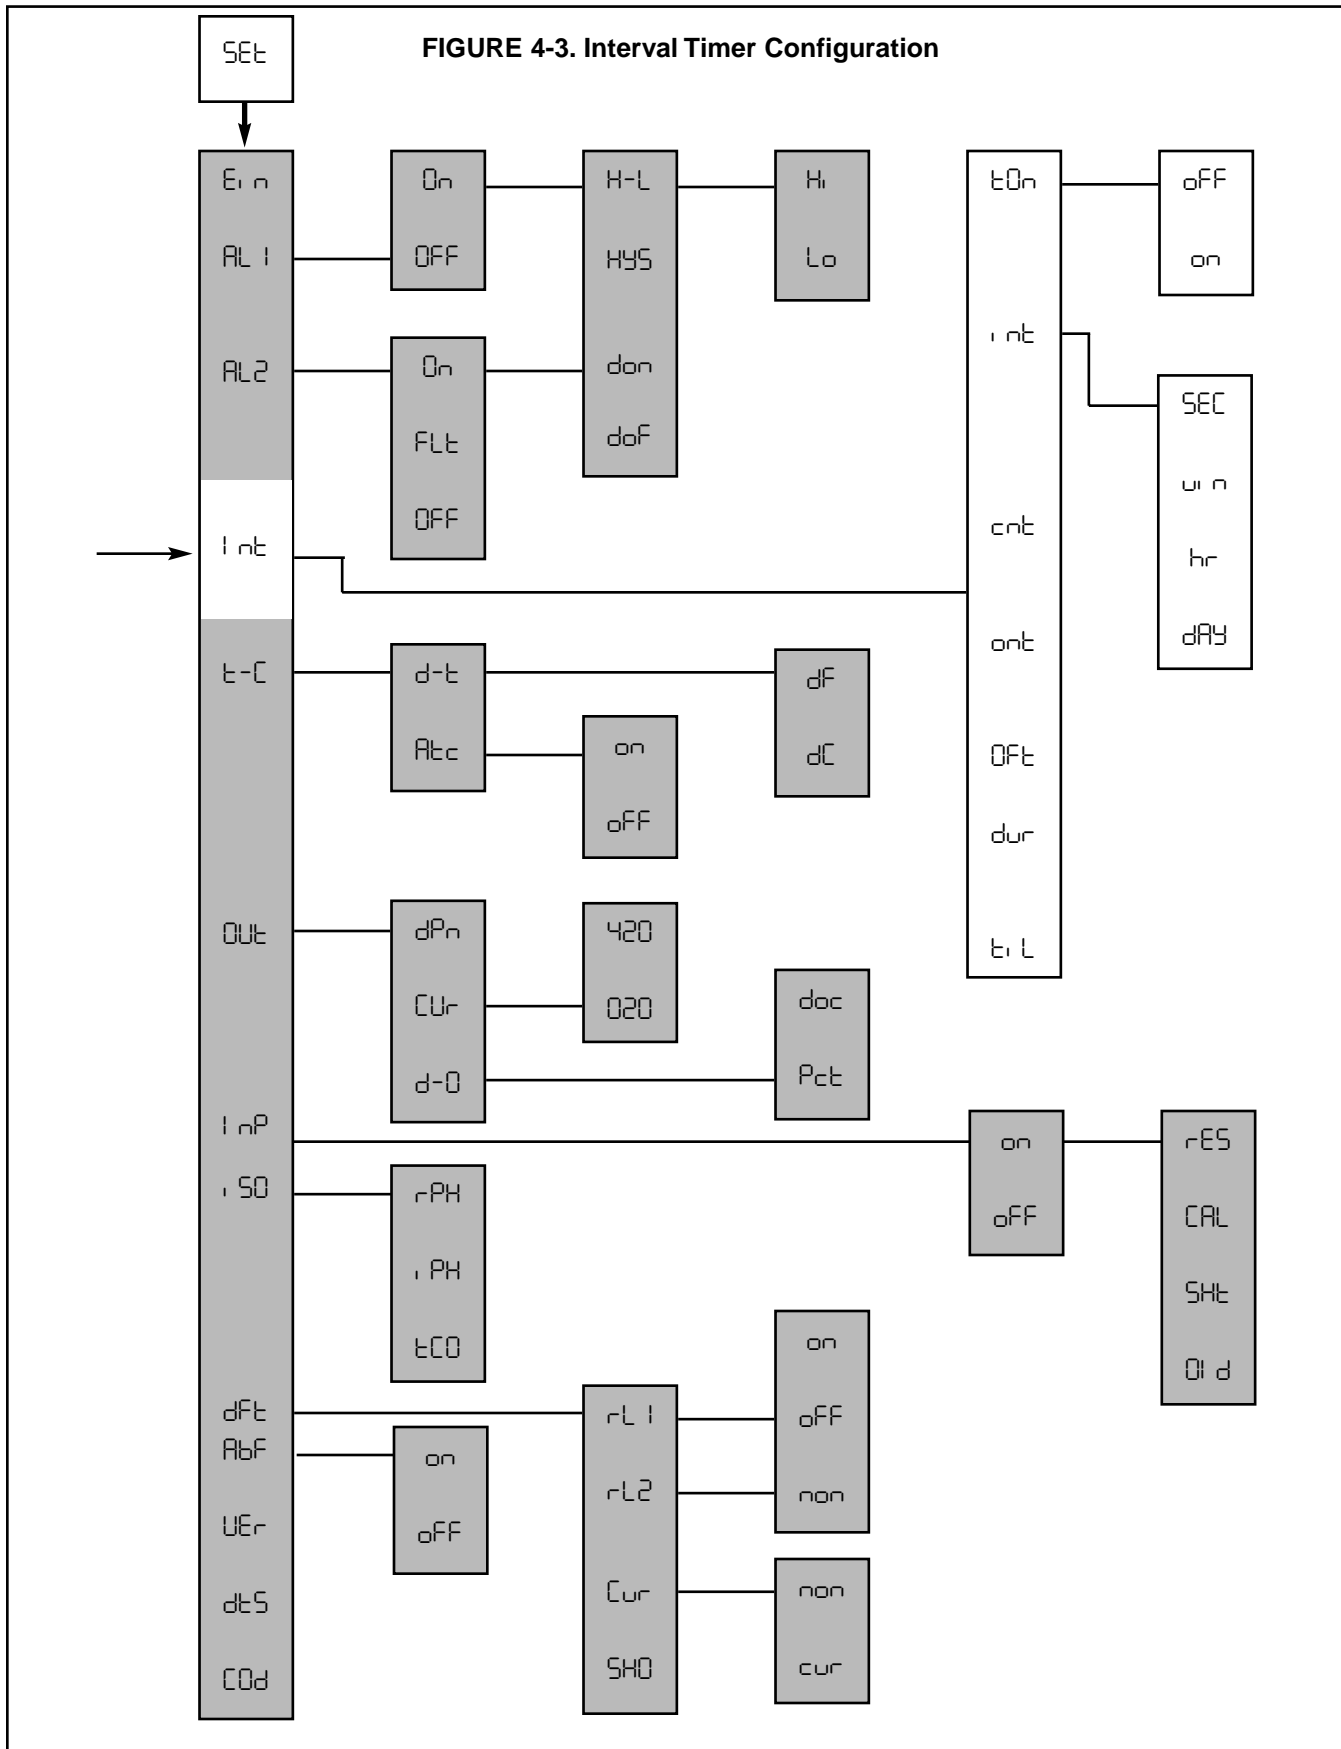 FIGURE 4-3. Interval Timer Configuration
SEt
Ein
AL1
AL2
Int
t-C
OUt
InP
iSO
dFt
AbF
UEr
dtS
COd
On
OFF
On
FLt
OFF
H-L
HYS
don
doF
Hi
Lo
tOn
int
cnt
ont
OFt
dur
tiL
oFF
on
SEC
uin
hr
dAY
d-t
Atc
on
oFF
dF
dC
dPn
CUr
d-O
420
020
doc
Pct
on
oFF
rES
CAL
SHt
OId
rPH
iPH
tCO
rL1
rL2
Cur
SHO
on
oFF
non
non
cur
on
oFF